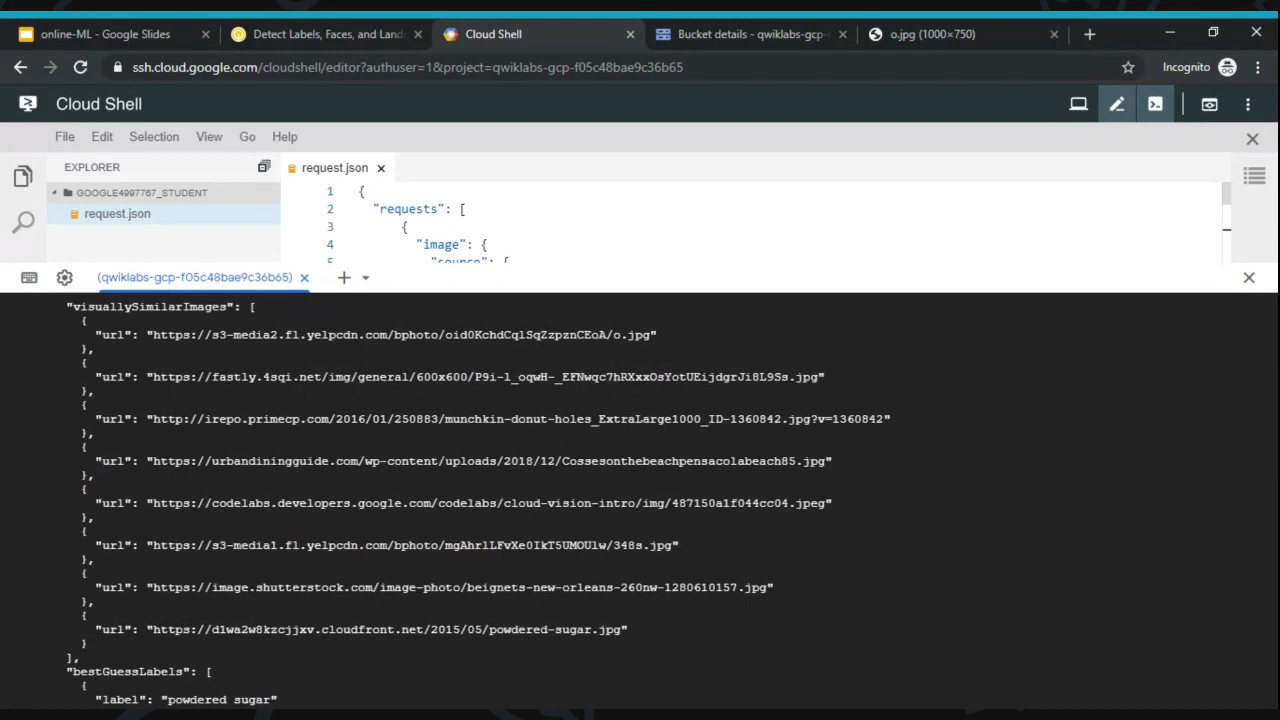 online-ML - Google Slides
Detect Labels, Faces, and Land
Cloud Shell
Bucket details - qwiklabs-gcp-
o.jpg (1000×750)
ssh.cloud.google.com/cloudshell/editor?authuser=1&project=qwiklabs-gcp-f05c48bae9c36b65
Incognito
Cloud Shell
File Edit Selection View Go Help
EXPLORER
request.json
GOOGLE4997767_STUDENT
request.json
1 {
2 "requests": [
3 {
4 "image": {
5 "source": {
(qwiklabs-gcp-f05c48bae9c36b65)
"visuallySimilarImages": [
{
"url": "https://s3-media2.fl.yelpcdn.com/bphoto/oid0KchdCqlSqZzpznCEoA/o.jpg"
},
{
"url": "https://fastly.4sqi.net/img/general/600x600/P9i-l_oqwH-_EFNwqc7hRXxxOsYotUEijdgrJi8L9Ss.jpg"
},
{
"url": "http://irepo.primecp.com/2016/01/250883/munchkin-donut-holes_ExtraLarge1000_ID-1360842.jpg?v=1360842"
},
{
"url": "https://urbandiningguide.com/wp-content/uploads/2018/12/Cossesonthebeachpensacolabeach85.jpg"
},
{
"url": "https://codelabs.developers.google.com/codelabs/cloud-vision-intro/img/487150a1f044cc04.jpeg"
},
{
"url": "https://s3-media1.fl.yelpcdn.com/bphoto/mgAhrlLFvXe0IkT5UMOUlw/348s.jpg"
},
{
"url": "https://image.shutterstock.com/image-photo/beignets-new-orleans-260nw-1280610157.jpg"
},
{
"url": "https://d1wa2w8kzcjjxv.cloudfront.net/2015/05/powdered-sugar.jpg"
}
],
"bestGuessLabels": [
{
"label": "powdered sugar"